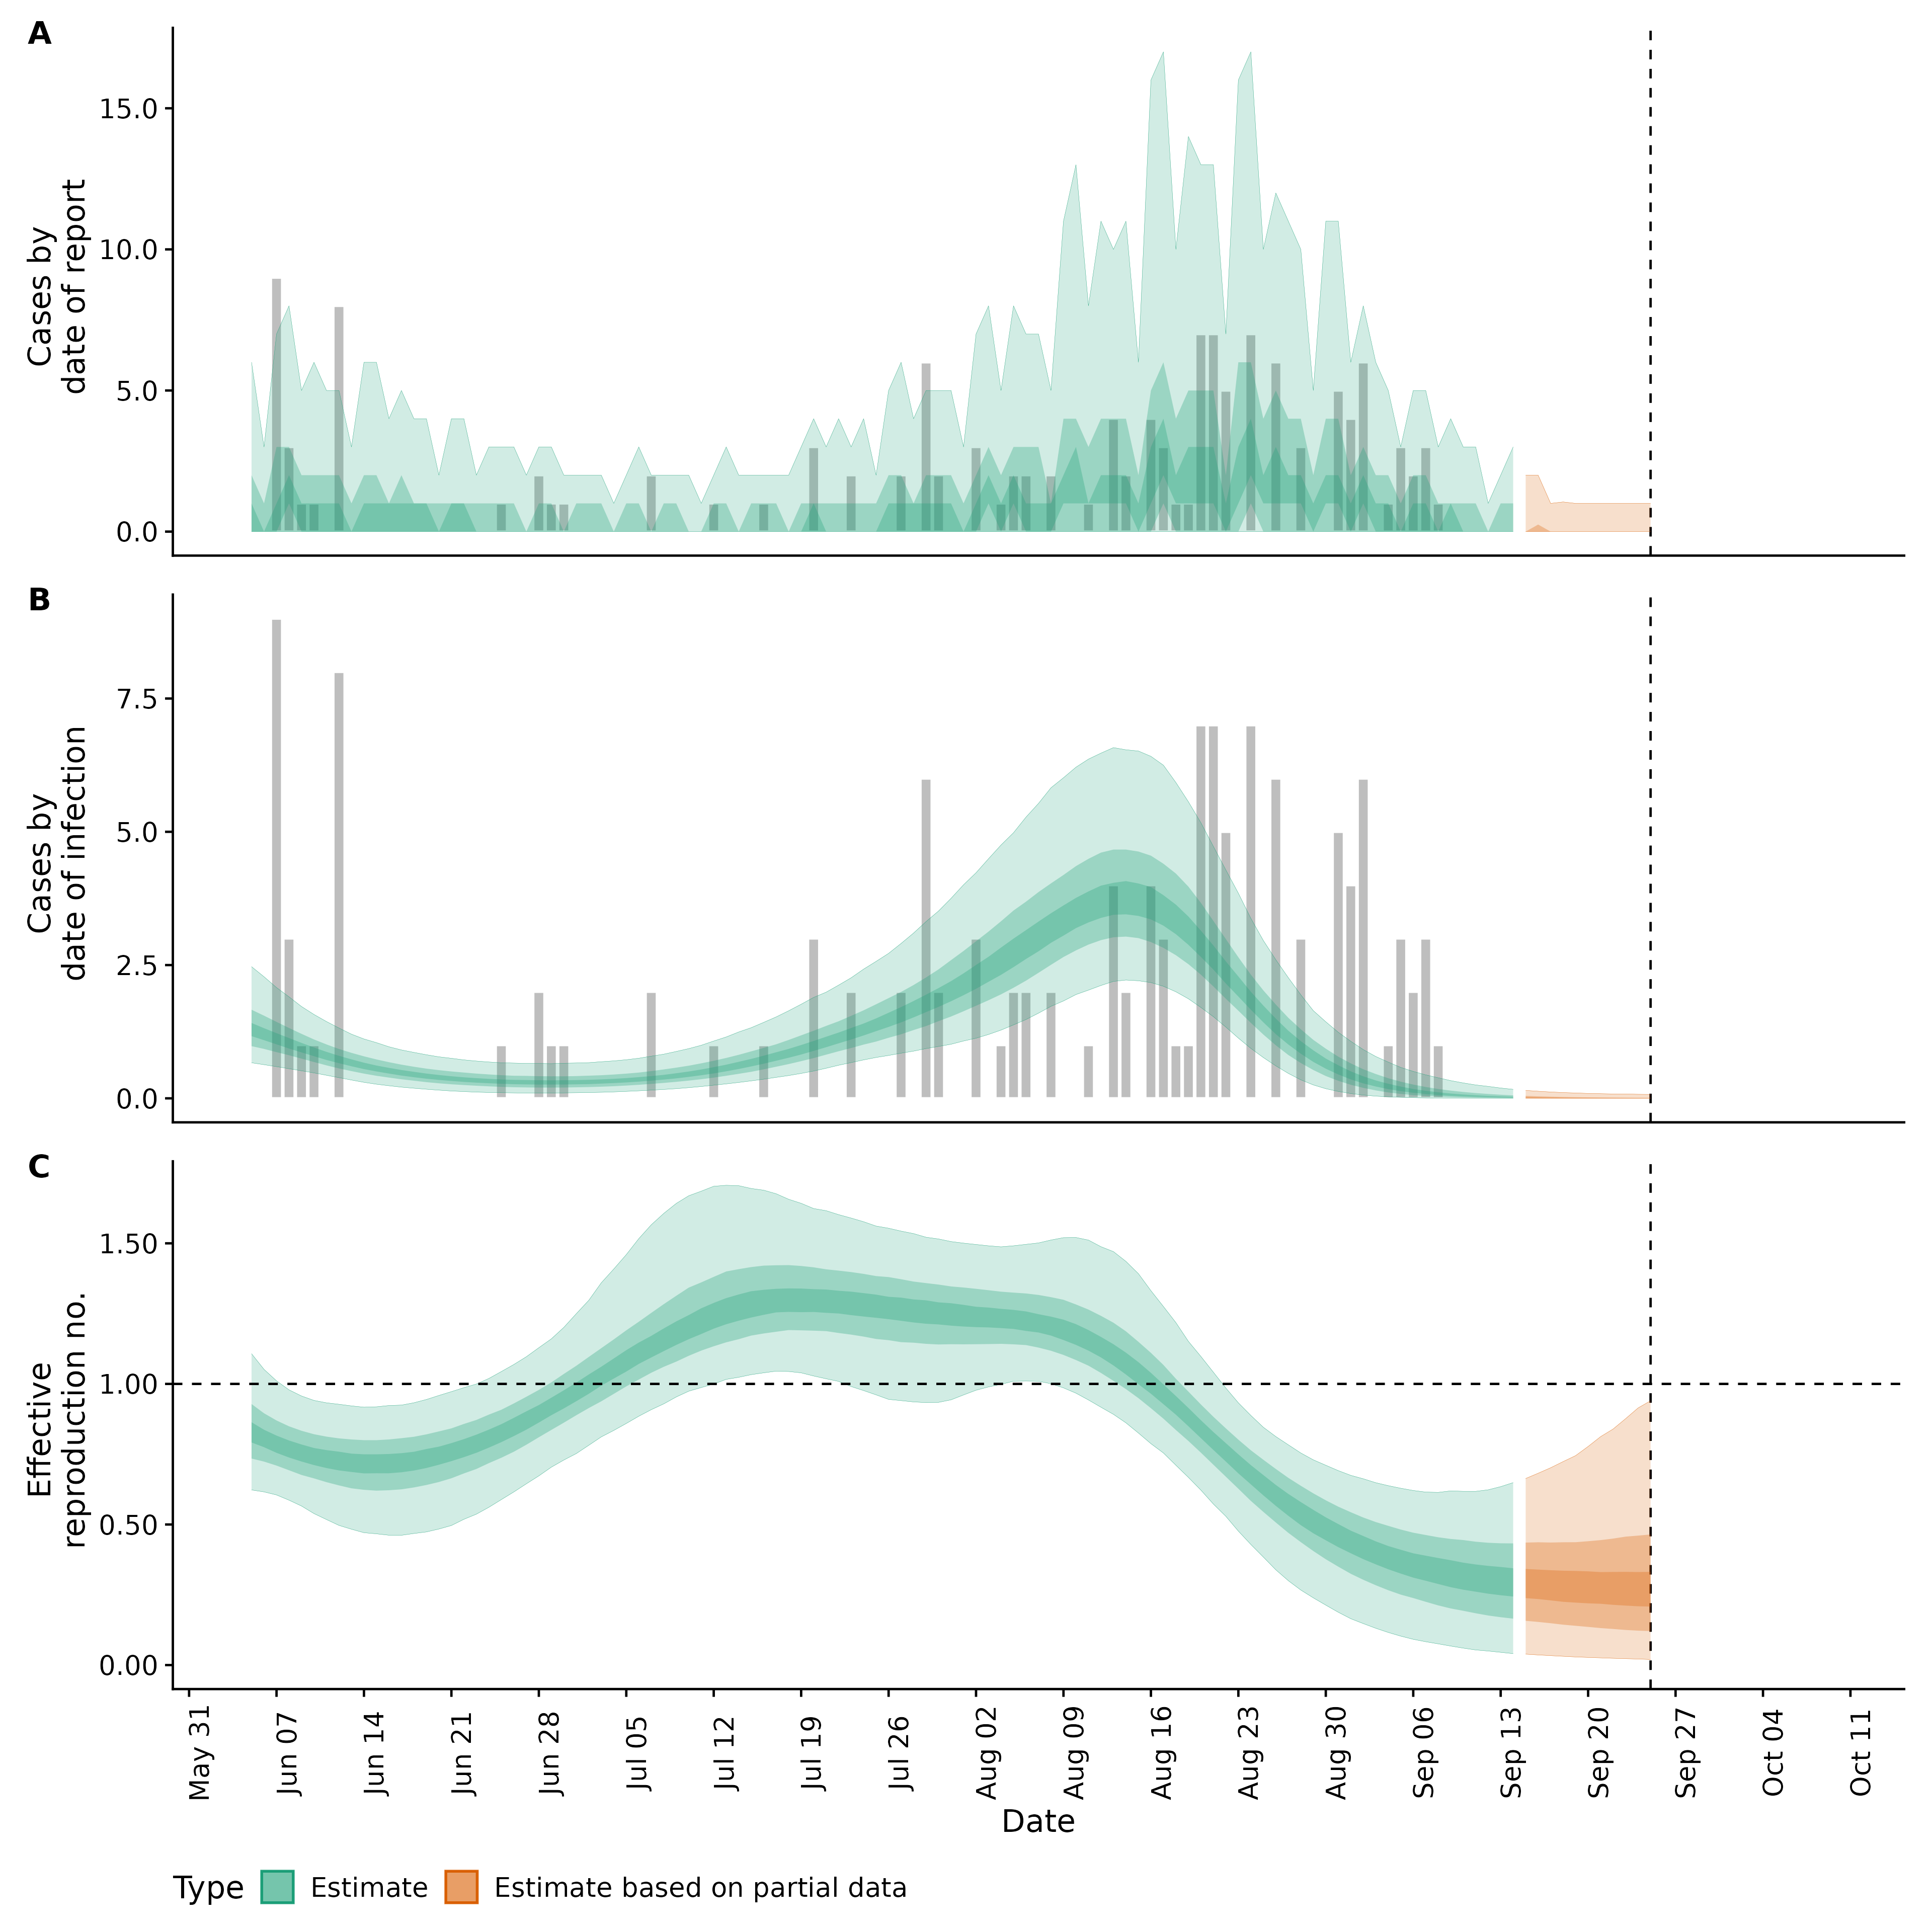 A
Cases by
date of report
15.0
10.0
5.0
0.0
B
Cases by
date of infection
7.5
5.0
2.5
0.0
C
Effective
reproduction no.
1.50
1.00
0.50
0.00
May 31
Jun 07
Jun 14
Jun 21
Jun 28
Jul 05
Jul 12
Jul 19
Jul 26
Aug 02
Aug 09
Aug 16
Aug 23
Aug 30
Sep 06
Sep 13
Sep 20
Sep 27
Oct 04
Oct 11
Date
Type Estimate Estimate based on partial data